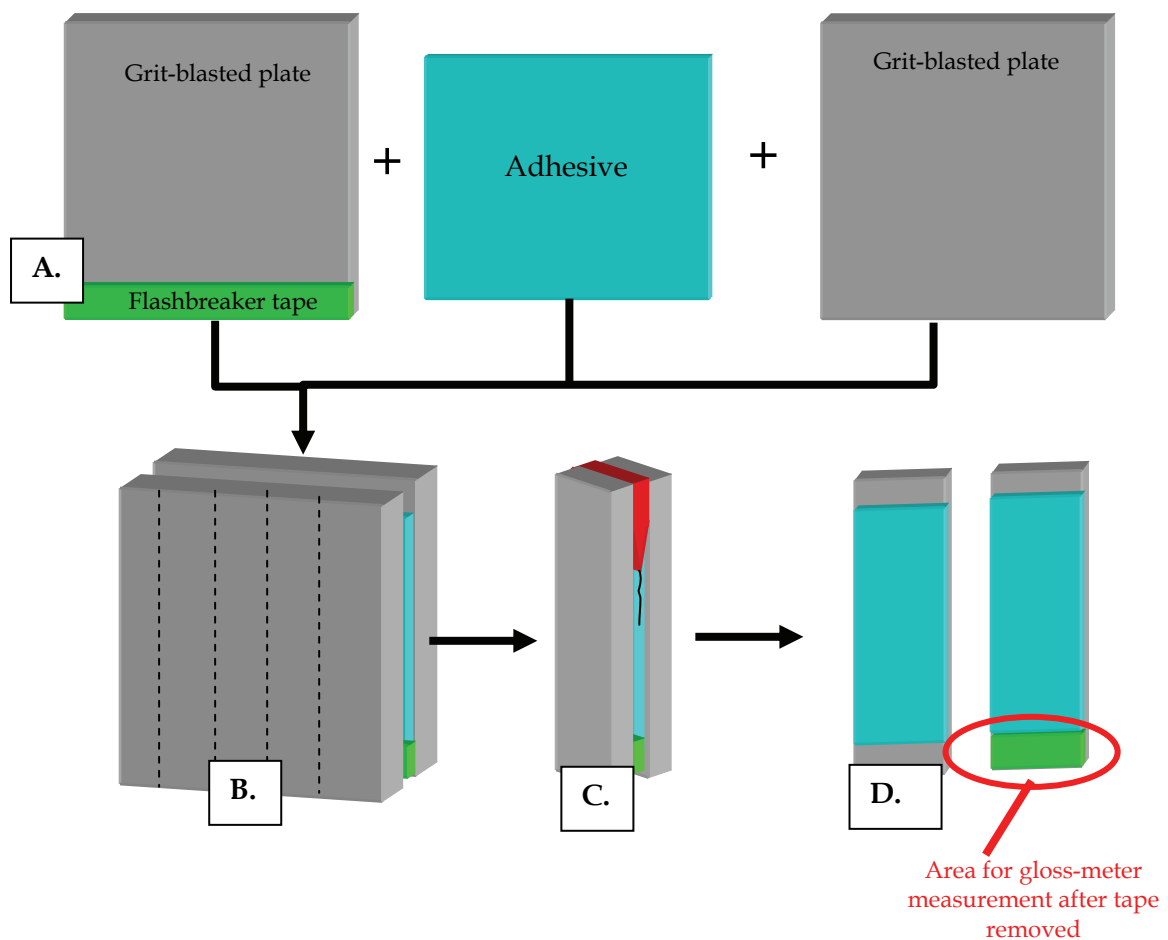 Grit-blasted plate
+
Adhesive
+
Grit-blasted plate
A.
Flashbreaker tape
B.
C.
D.
Area for gloss-meter
measurement after tape
removed